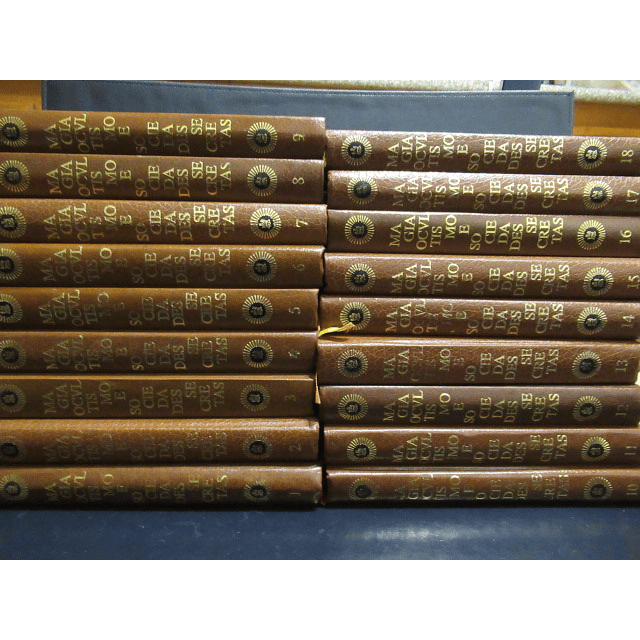 MA GIA OCVL TIS MO E SO CIE DA DES SE CRE TAS 9
MA GIA OCVL TIS MO E SO CIE DA DES SE CRE TAS 8
MA GIA OCVL TIS MO E SO CIE DA DES SE CRE TAS 7
MA GIA OCVL TIS MO E SO CIE DA DES SE CRE TAS 6
MA GIA OCVL TIS MO E SO CIE DA DES SE CRE TAS 5
MA GIA OCVL TIS MO E SO CIE DA DES SE CRE TAS 4
MA GIA OCVL TIS MO E SO CIE DA DES SE CRE TAS 3
MA GIA OCVL TIS MO E SO CIE DA DES SE CRE TAS 2
MA GIA OCVL TIS MO E SO CIE DA DES SE CRE TAS 1
MA GIA OCVL TIS MO E SO CIE DA DES SE CRE TAS 18
MA GIA OCVL TIS MO E SO CIE DA DES SE CRE TAS 17
MA GIA OCVL TIS MO E SO CIE DA DES SE CRE TAS 16
MA GIA OCVL TIS MO E SO CIE DA DES SE CRE TAS 15
MA GIA OCVL TIS MO E SO CIE DA DES SE CRE TAS 14
MA GIA OCVL TIS MO E SO CIE DA DES SE CRE TAS 13
MA GIA OCVL TIS MO E SO CIE DA DES SE CRE TAS 12
MA GIA OCVL TIS MO E SO CIE DA DES SE CRE TAS 11
MA GIA OCVL TIS MO E SO CIE DA DES SE CRE TAS 10